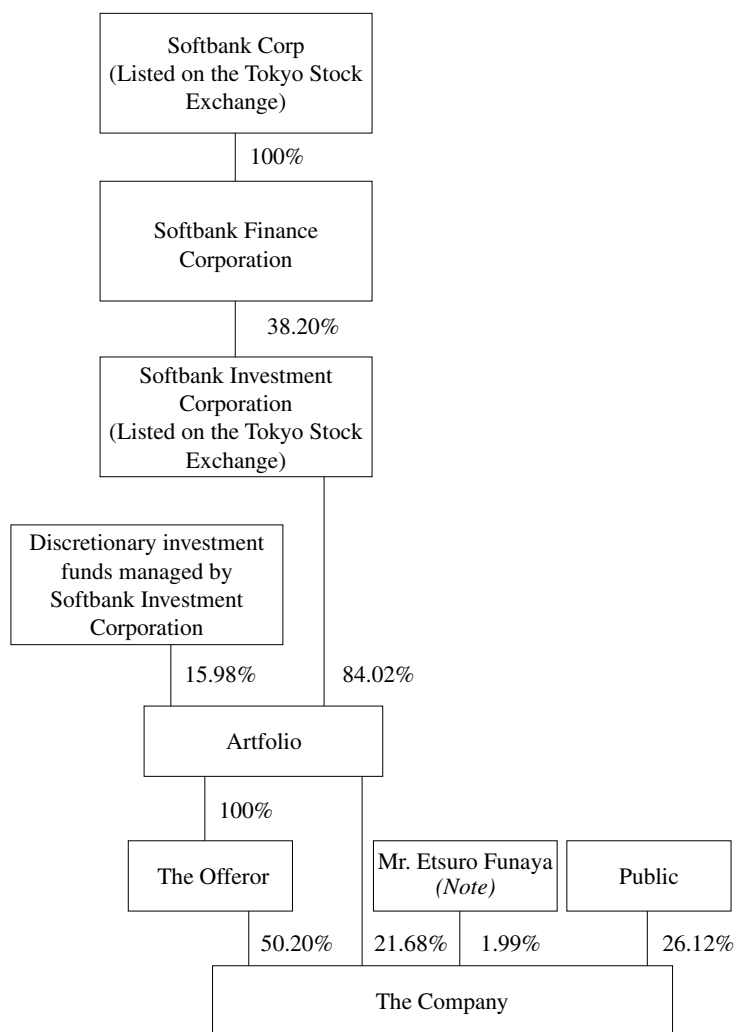 Softbank Corp
(Listed on the Tokyo Stock
Exchange)
100%
Softbank Finance
Corporation
38.20%
Softbank Investment
Corporation
(Listed on the Tokyo Stock
Exchange)
Discretionary investment
funds managed by
Softbank Investment
Corporation
15.98%
84.02%
Artfolio
100%
The Offeror
Mr. Etsuro Funaya
(Note)
Public
50.20%
21.68%
1.99%
26.12%
The Company